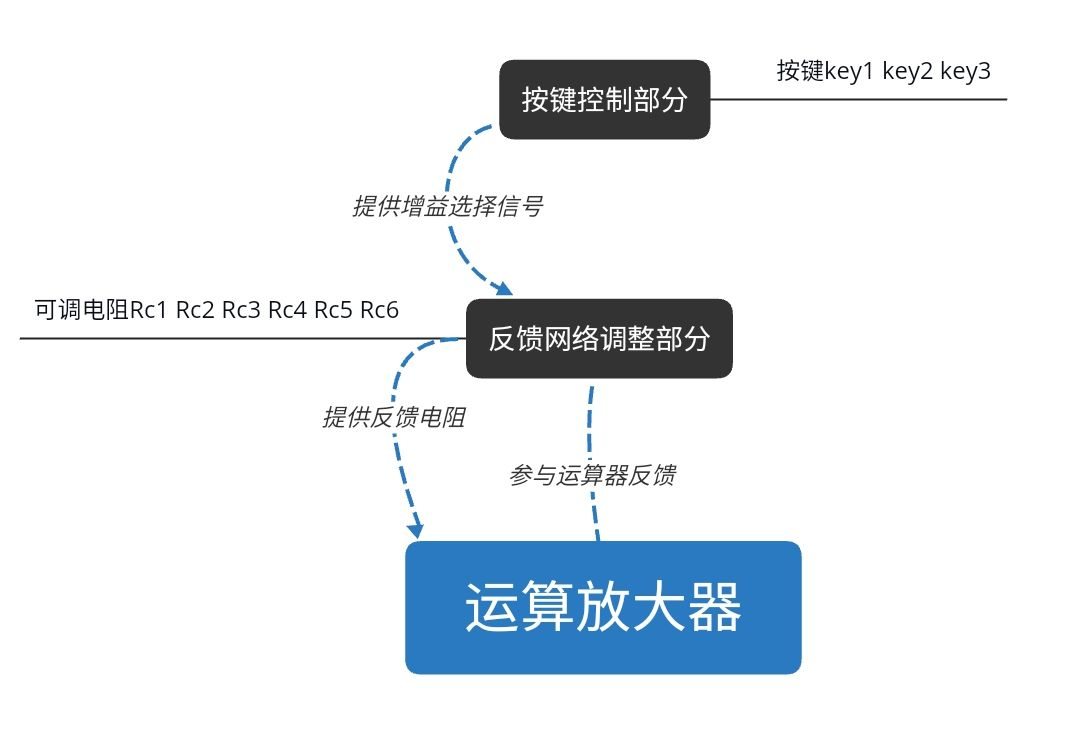 按键key1 key2 key3
按键控制部分
提供增益选择信号
可调电阻Rc1 Rc2 Rc3 Rc4 Rc5 Rc6
反馈网络调整部分
提供反馈电阻
参与运算器反馈
运算放大器